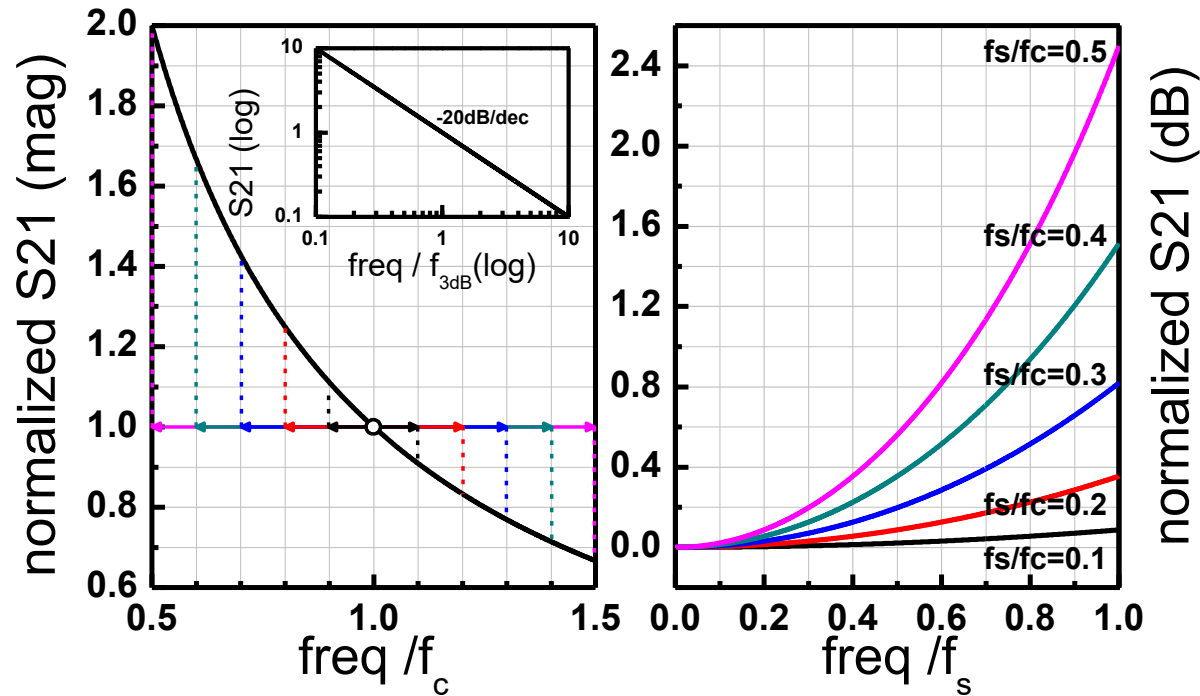 normalized S21 (mag)
2.0
1.8
1.6
1.4
1.2
1.0
0.8
0.6
0.5
1.0
1.5
freq /fc
S21 (log)
10
1
0.1
0.1
1
10
-20dB/dec
freq / f3dB(log)
2.4
2.0
1.6
1.2
0.8
0.4
0.0
0.0
0.2
0.4
0.6
0.8
1.0
freq /fs
fs/fc=0.5
fs/fc=0.4
fs/fc=0.3
fs/fc=0.2
fs/fc=0.1
normalized S21 (dB)